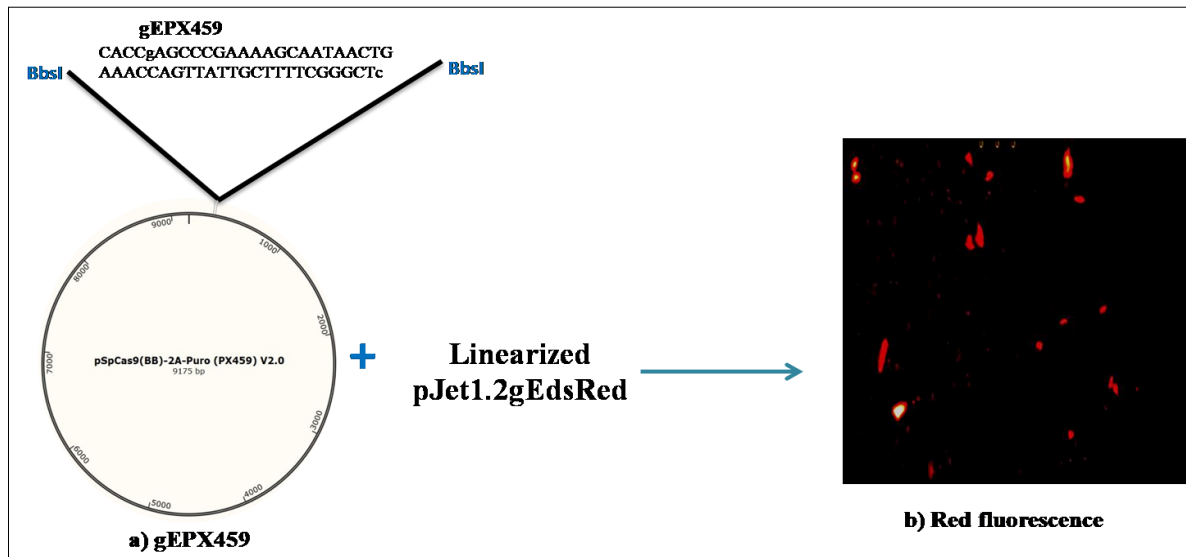 gEPX459
CACCgAGCCCGAAAAGCAATAACTG
AAACCAGTTATTGCTTTTCGGGCTc
BbsI
BbsI
9000
1000
8000
2000
7000
pSpCas9(BB)-2A-Puro (PX459) V2.0
9175 bp
+
Linearized
pJet1.2gEdsRed
3000
6000
4000
5000
a) gEPX459
b) Red fluorescence